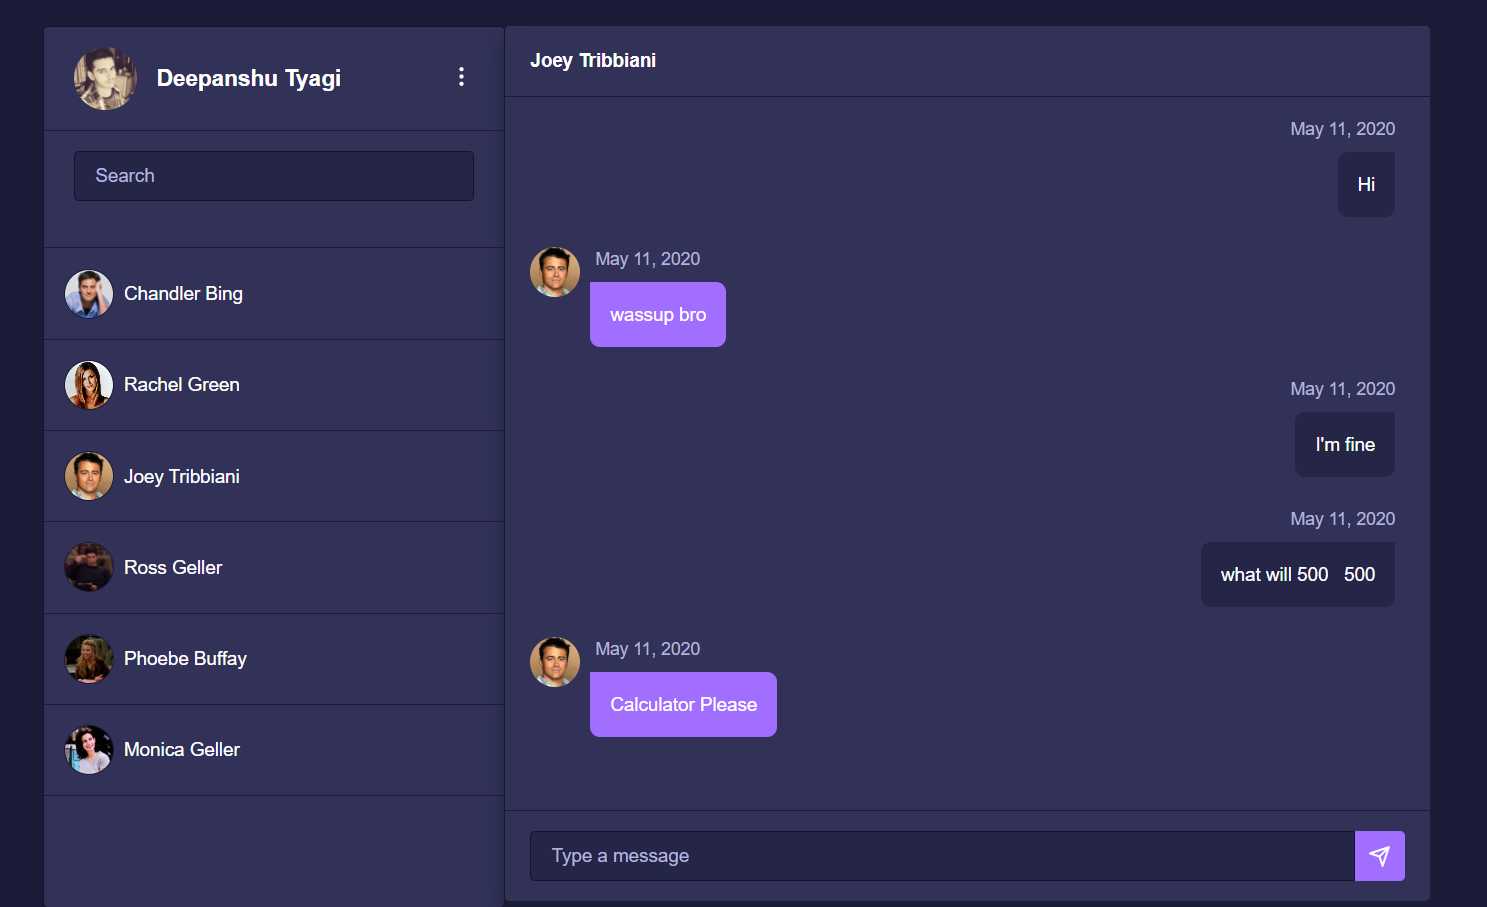 Deepanshu Tyagi
Search
Chandler Bing
Rachel Green
Joey Tribbiani
Ross Geller
Phoebe Buffay
Monica Geller
Joey Tribbiani
May 11, 2020
Hi
May 11, 2020
wassup bro
May 11, 2020
I'm fine
May 11, 2020
what will 500   500
May 11, 2020
Calculator Please
Type a message